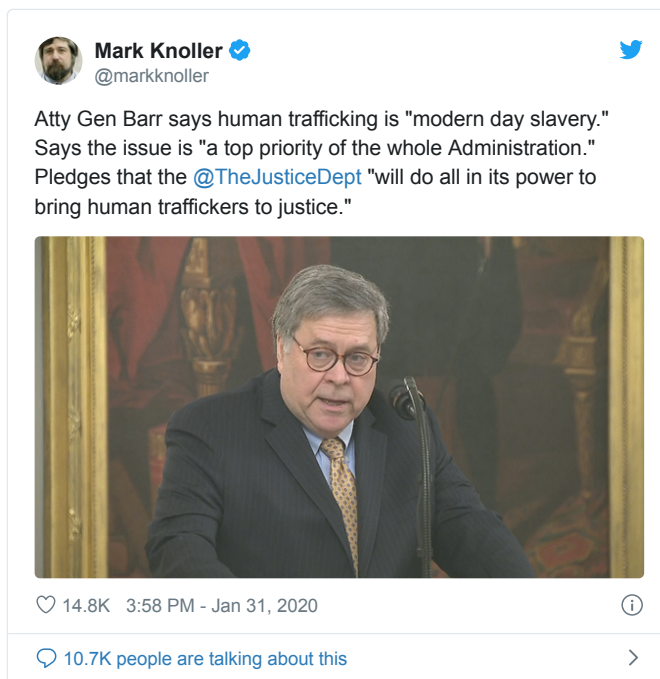 Mark Knoller
@markknoller
Atty Gen Barr says human trafficking is "modern day slavery."
Says the issue is "a top priority of the whole Administration."
Pledges that the @TheJusticeDept "will do all in its power to
bring human traffickers to justice."
14.8K 3:58 PM - Jan 31, 2020
10.7K people are talking about this